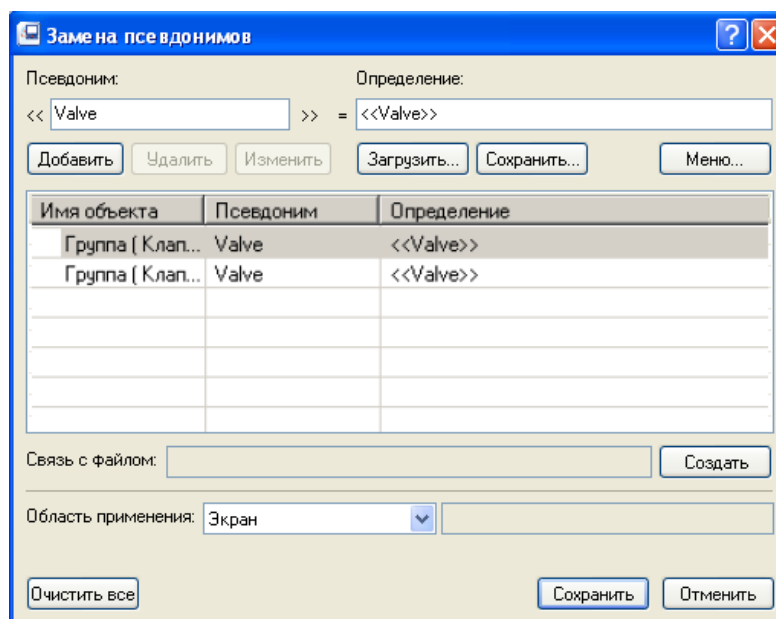 Замена псевдонимов
Псевдоним: Определение:
<< Valve >> = <<Valve>>
Добавить Удалить Изменить Загрузить... Сохранить... Меню...
Имя объекта Псевдоним Определение
Группа ( Клап... Valve <<Valve>>
Группа ( Клап... Valve <<Valve>>
Связь с файлом: Создать
Область применения: Экран
Очистить все Сохранить Отменить